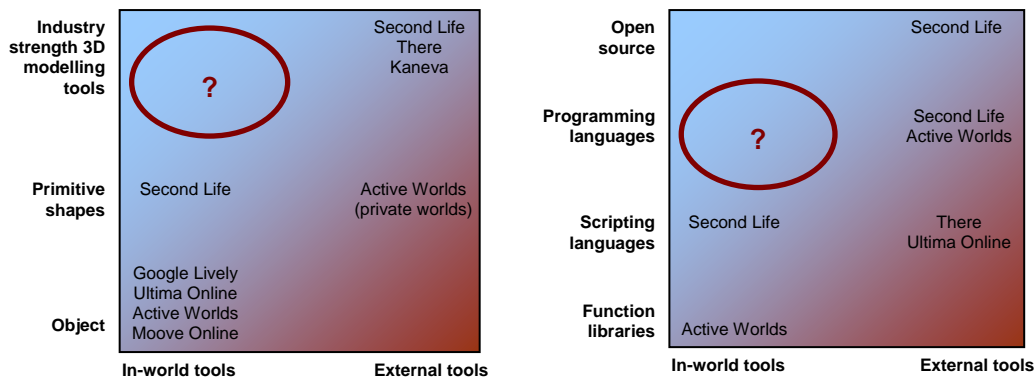 Industry
strength 3D
modelling
tools
Second Life
There
Kaneva
?
Primitive
shapes
Second Life
Active Worlds
(private worlds)
Google Lively
Ultima Online
Active Worlds
Moove Online
Object
In-world tools
External tools
Open
source
Second Life
Programming
languages
?
Second Life
Active Worlds
Scripting
languages
Second Life
There
Ultima Online
Function
libraries
Active Worlds
In-world tools
External tools